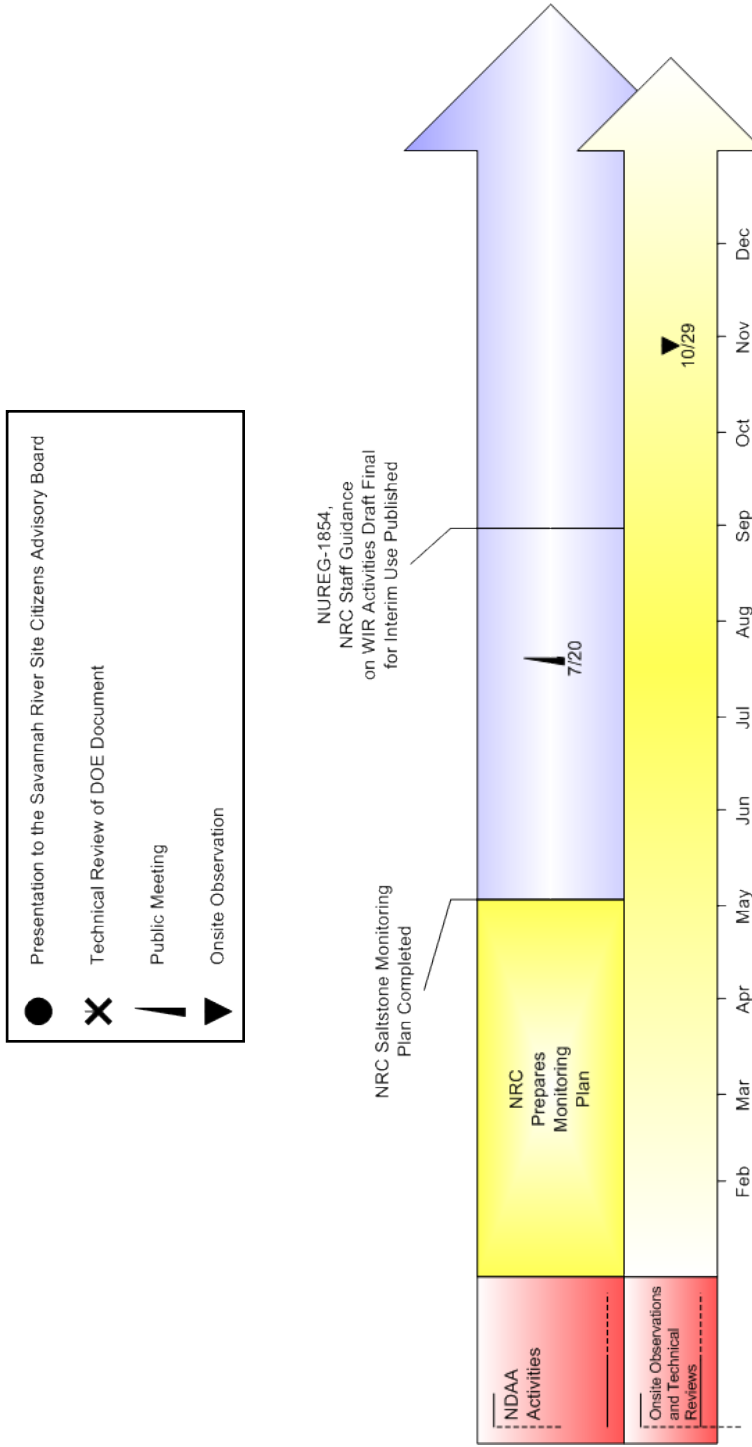 Presentation to the Savannah River Site Citizens Advisory Board
Technical Review of DOE Document
Public Meeting
Onsite Observation
NRC Saltstone Monitoring
Plan Completed
NUREG-1854,
NRC Staff Guidance
on WIR Activities Draft Final
for Interim Use Published
NDAA
Activities
NRC
Prepares
Monitoring
Plan
7/20
Onsite Observations
and Technical
Reviews
10/29
Feb
Mar
Apr
May
Jun
Jul
Aug
Sep
Oct
Nov
Dec